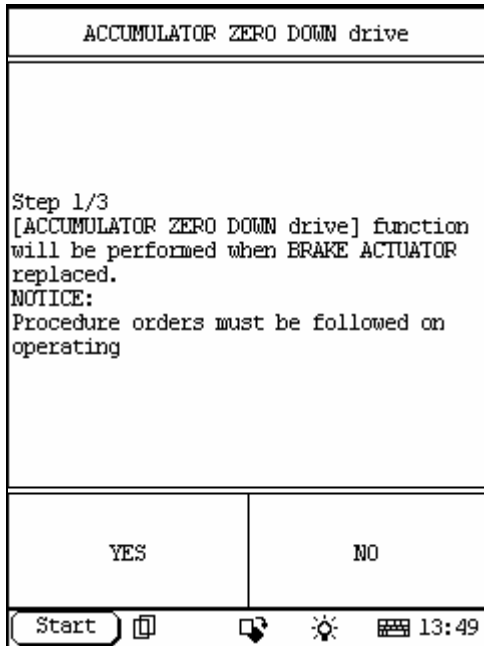 ACCUMULATOR ZERO DOWN drive
Step 1/3
[ACCUMULATOR ZERO DOWN drive] function
will be performed when BRAKE ACTUATOR
replaced.
NOTICE:
Procedure orders must be followed on
operating
YES NO
Start 13:49